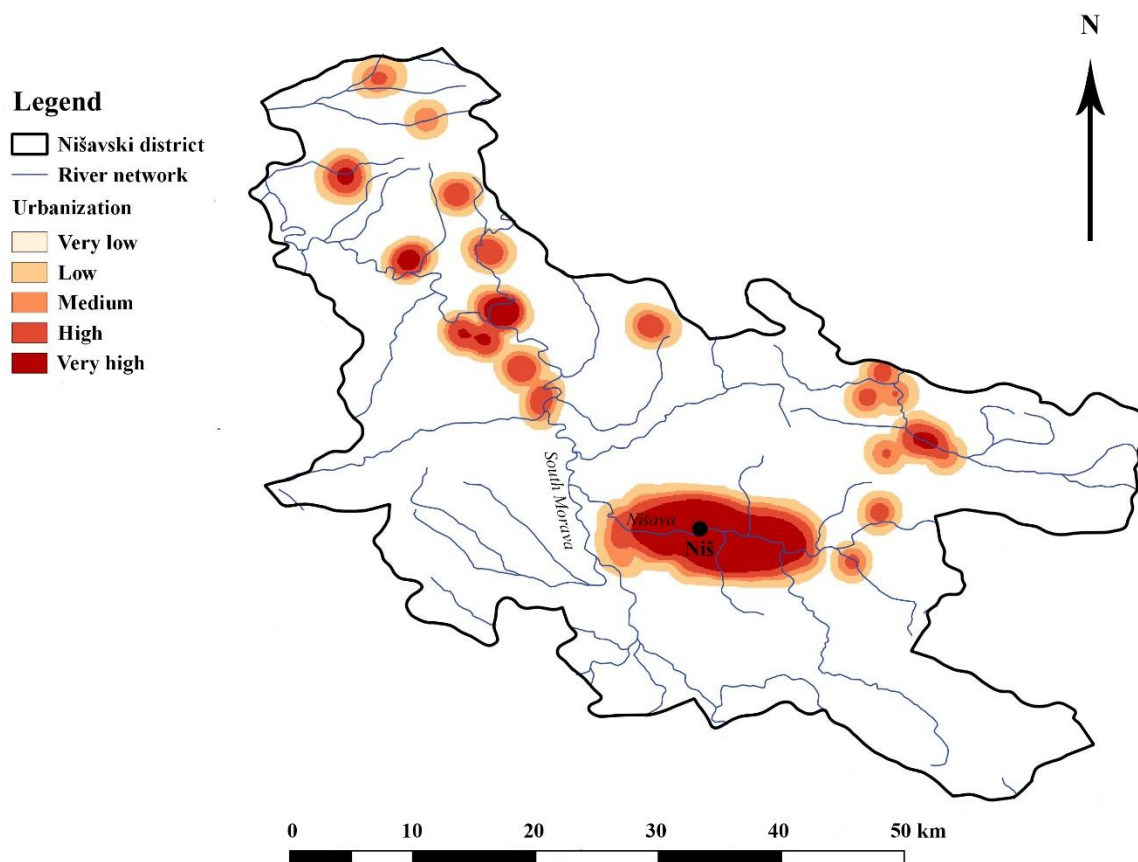 N
Legend
Nišavski district
River network
Urbanization
Very low
Low
Medium
High
Very high
South Morava
Nišava
Niš
0 10 20 30 40 50 km